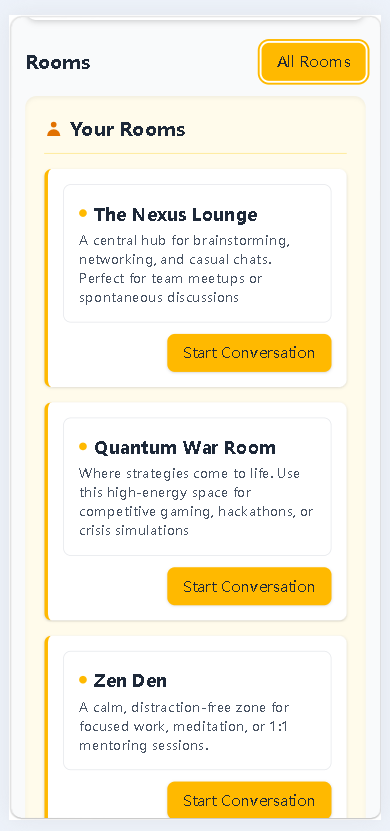 Rooms
All Rooms
Your Rooms
The Nexus Lounge
A central hub for brainstorming,
networking, and casual chats.
Perfect for team meetups or
spontaneous discussions
Start Conversation
Quantum War Room
Where strategies come to life. Use
this high-energy space for
competitive gaming, hackathons, or
crisis simulations
Start Conversation
Zen Den
A calm, distraction-free zone for
focused work, meditation, or 1:1
mentoring sessions.
Start Conversation